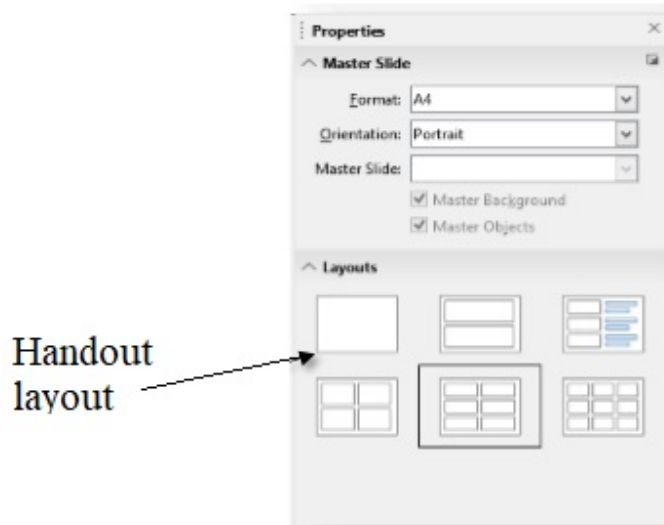 Properties
Master Slide
Format: A4
Orientation: Portrait
Master Slide:
Master Background
Master Objects
Layouts
Handout
layout